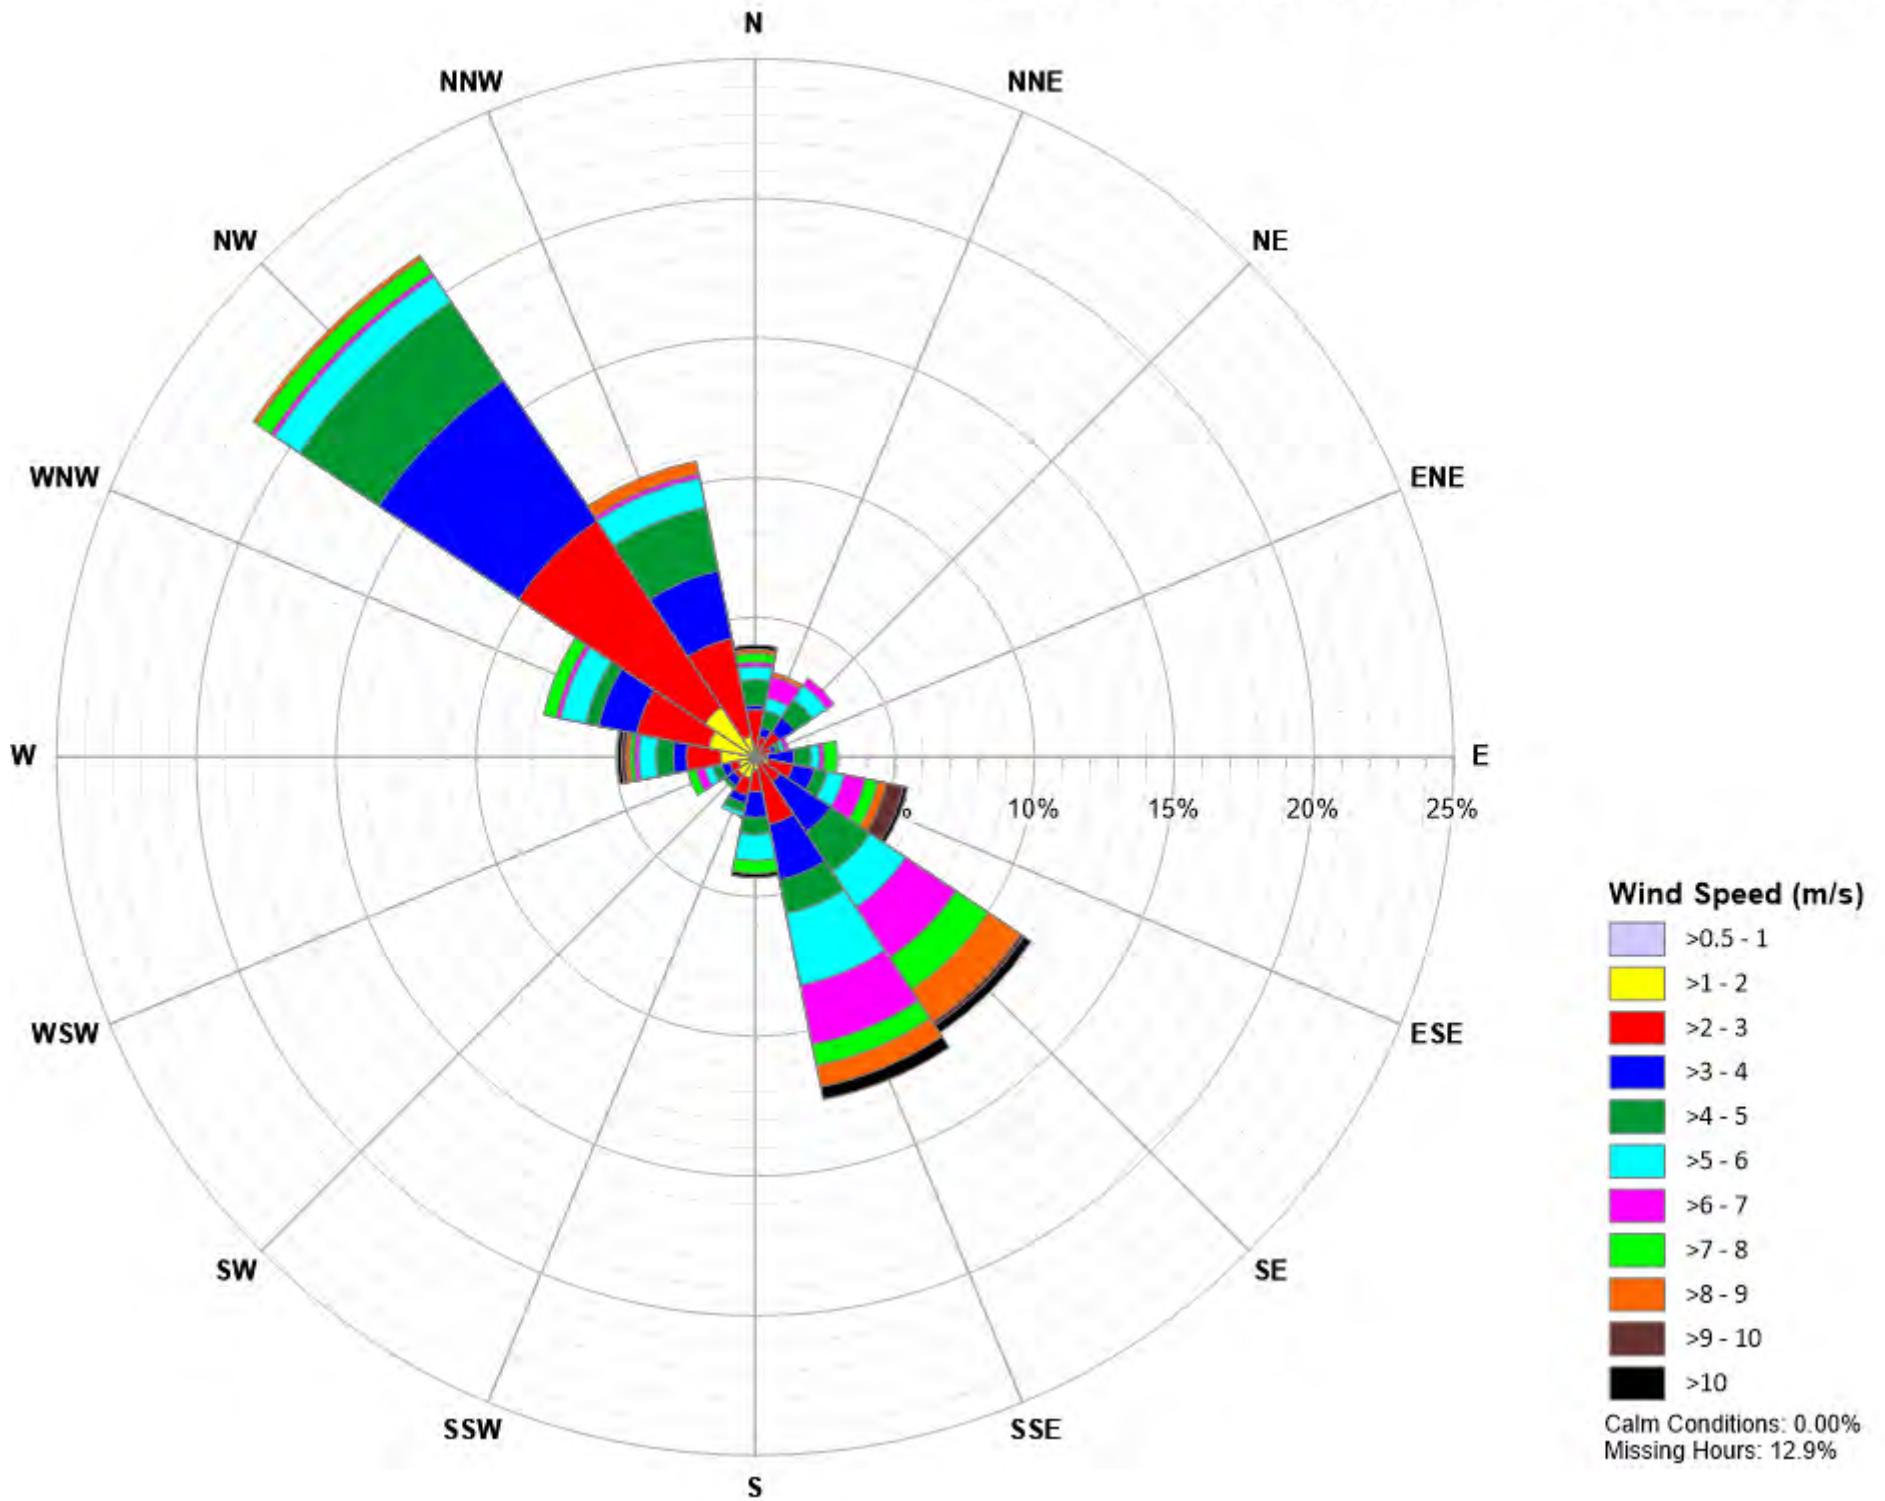 N
NNW
NNE
NW
NE
WNW
ENE
W
E
%
10%
15%
20%
25%
WSW
ESE
SW
SE
SSW
SSE
S
Wind Speed (m/s)
>0.5 - 1
>1 - 2
>2 - 3
>3 - 4
>4 - 5
>5 - 6
>6 - 7
>7 - 8
>8 - 9
>9 - 10
>10
Calm Conditions: 0.00%
Missing Hours: 12.9%